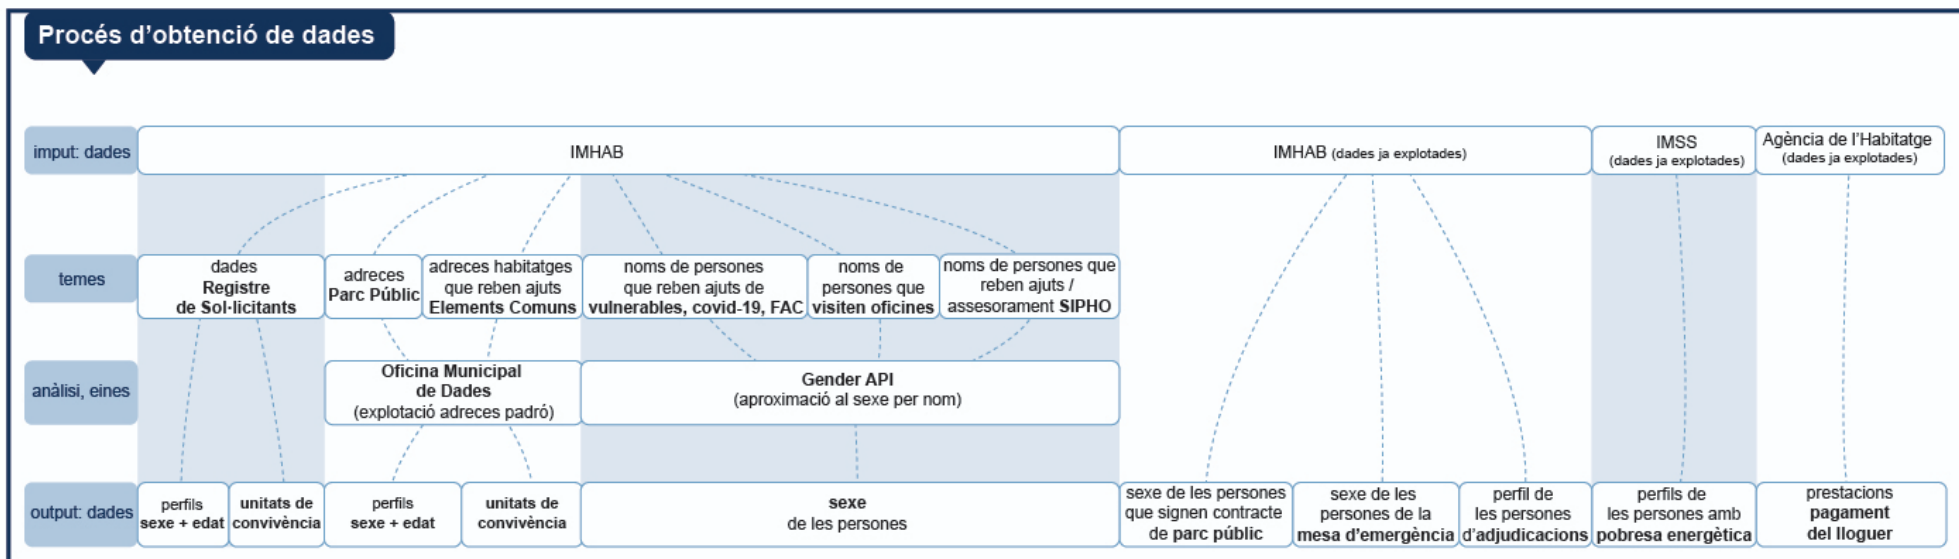 Procés d’obtenció de dades
imput: dades
IMHAB
IMHAB (dades ja explotades)
IMSS
(dades ja explotades)
Agència de l’Habitatge
(dades ja explotades)
temes
dades
Registre
de Sol·licitants
adreces
Parc Públic
adreces habitatges
que reben ajuts
Elements Comuns
noms de persones
que reben ajuts de
vulnerables, covid-19, FAC
noms de
persones que
visiten oficines
noms de persones que
reben ajuts /
assesorament SIPHO
anàlisi, eines
Oficina Municipal
de Dades
(explotació adreces padró)
Gender API
(aproximació al sexe per nom)
output: dades
perfils
sexe + edat
unitats de
convivència
perfils
sexe + edat
unitats de
convivència
sexe
de les persones
sexe de les persones
que signen contracte
de parc públic
sexe de les
persones de la
mesa d’emergència
perfil de
les persones
d’adjudicacions
perfils de
les persones amb
pobresa energètica
prestacions
pagament
del lloguer